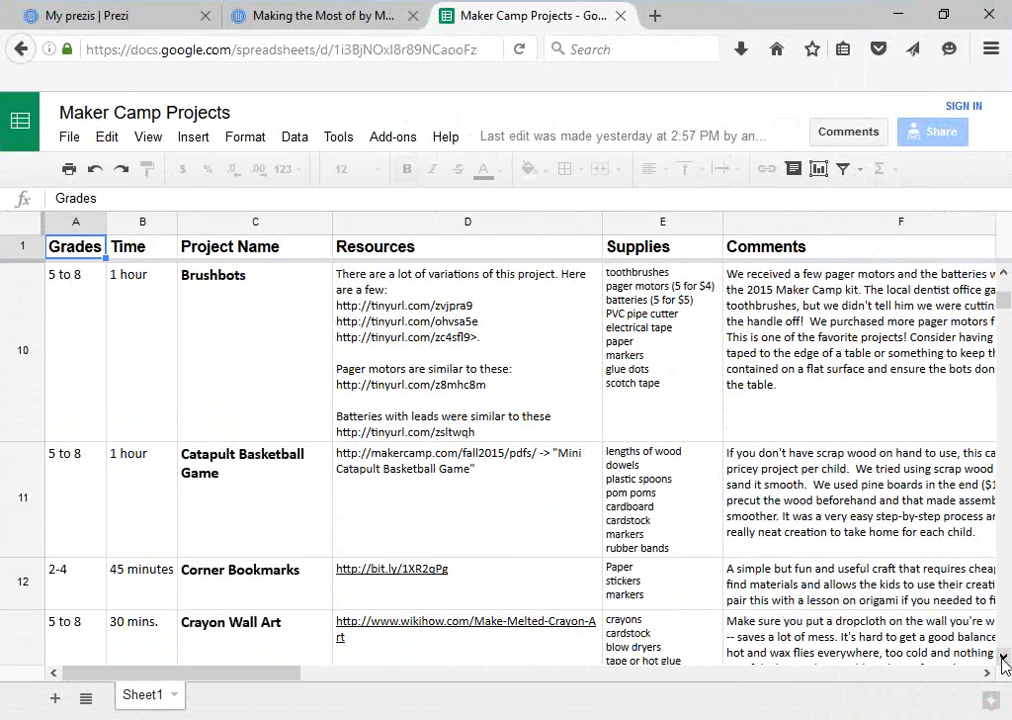 My prezis | Prezi
Making the Most of by M...
Maker Camp Projects - Go...
https://docs.google.com/spreadsheets/d/1i3BjNOxI8r89NCaooFz
Search
Maker Camp Projects
SIGN IN
File Edit View Insert Format Data Tools Add-ons Help Last edit was made yesterday at 2:57 PM by an...
Comments
Share
$ % .0 .00 123 12 B I S A
fx Grades
A B C D E F
1 Grades Time Project Name Resources Supplies Comments
10
5 to 8
1 hour
Brushbots
There are a lot of variations of this project. Here
are a few:
http://tinyurl.com/zvjpra9
http://tinyurl.com/ohvsa5e
http://tinyurl.com/zc4sfl9>.
Pager motors are similar to these:
http://tinyurl.com/z8mhc8m
Batteries with leads were similar to these
http://tinyurl.com/zsltwqh
toothbrushes
pager motors (5 for $4)
batteries (5 for $5)
PVC pipe cutter
electrical tape
paper
markers
glue dots
scotch tape
We received a few pager motors and the batteries w
the 2015 Maker Camp kit. The local dentist office ga
toothbrushes, but we didn't tell him we were cuttin
the handle off! We purchased more pager motors f
This is one of the favorite projects! Consider having
taped to the edge of a table or something to keep th
contained on a flat surface and ensure the bots don
the table.
11
5 to 8
1 hour
Catapult Basketball
Game
http://makercamp.com/fall2015/pdfs/ -> "Mini
Catapult Basketball Game"
lengths of wood
dowels
plastic spoons
pom poms
cardboard
cardstock
markers
rubber bands
If you don't have scrap wood on hand to use, this ca
pricey project per child. We tried using scrap wood
sand it smooth. We used pine boards in the end ($1
precut the wood beforehand and that made assemb
smoother. It was a very easy step-by-step process an
really neat creation to take home for each child.
12
2-4
45 minutes
Corner Bookmarks
http://bit.ly/1XR2qPg
Paper
stickers
markers
A simple but fun and useful craft that requires cheap
find materials and allows the kids to use their creati
pair this with a lesson on origami if you needed to fi
5 to 8
30 mins.
Crayon Wall Art
http://www.wikihow.com/Make-Melted-Crayon-A
rt
crayons
cardstock
blow dryers
tape or hot glue
Make sure you put a dropcloth on the wall you're w
-- saves a lot of mess. It's hard to get a good balance
hot and wax flies everywhere, too cold and nothing
Sheet1